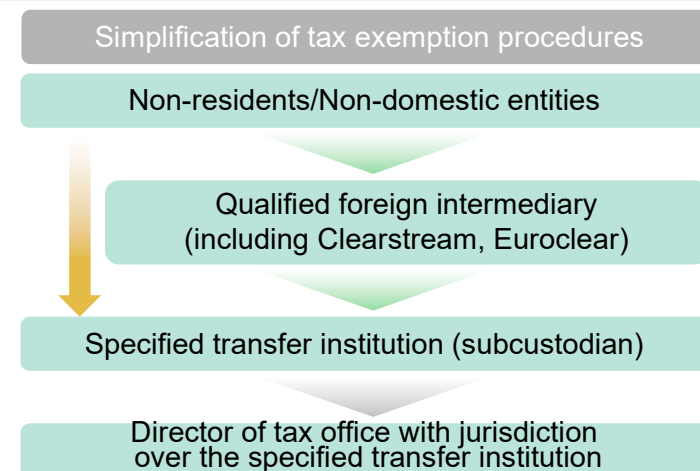 Simplification of tax exemption procedures
Non-residents/Non-domestic entities
Qualified foreign intermediary
(including Clearstream, Euroclear)
Specified transfer institution (subcustodian)
Director of tax office with jurisdiction
over the specified transfer institution